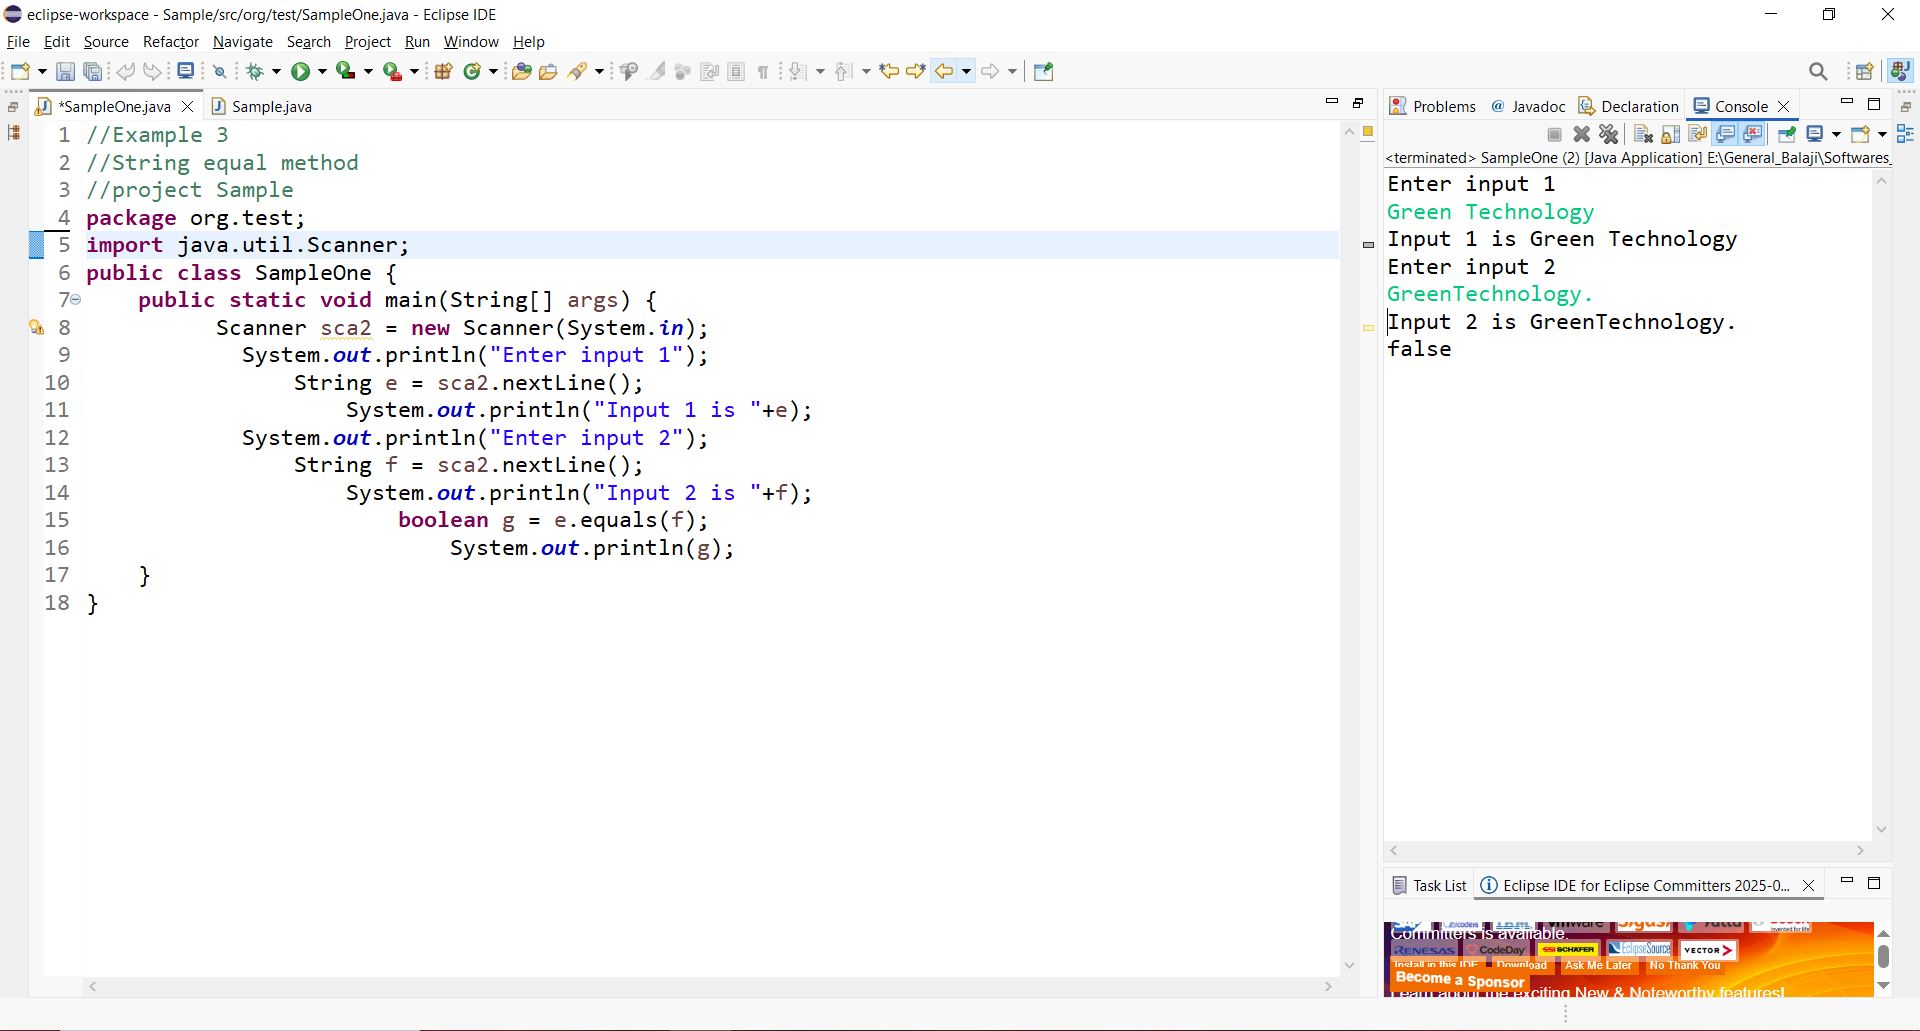 eclipse-workspace - Sample/src/org/test/SampleOne.java - Eclipse IDE
File Edit Source Refactor Navigate Search Project Run Window Help
*SampleOne.java Sample.java
1 //Example 3
2 //String equal method
3 //project Sample
4 package org.test;
5 import java.util.Scanner;
6 public class SampleOne {
7 public static void main(String[] args) {
8 Scanner sca2 = new Scanner(System.in);
9 System.out.println("Enter input 1");
10 String e = sca2.nextLine();
11 System.out.println("Input 1 is "+e);
12 System.out.println("Enter input 2");
13 String f = sca2.nextLine();
14 System.out.println("Input 2 is "+f);
15 boolean g = e.equals(f);
16 System.out.println(g);
17 }
18 }
Problems Javadoc Declaration Console
<terminated> SampleOne (2) [Java Application] E:\General_Balaji\Softwares_
Enter input 1
Green Technology
Input 1 is Green Technology
Enter input 2
GreenTechnology.
Input 2 is GreenTechnology.
false
Task List Eclipse IDE for Eclipse Committers 2025-0...
Committers is available.
RENESAS CodeDay SSI SCHAEFER EclipseSource VECTOR
Install in this IDE Download Ask Me Later No Thank You
Become a Sponsor
Learn about the exciting New & Noteworthy features!